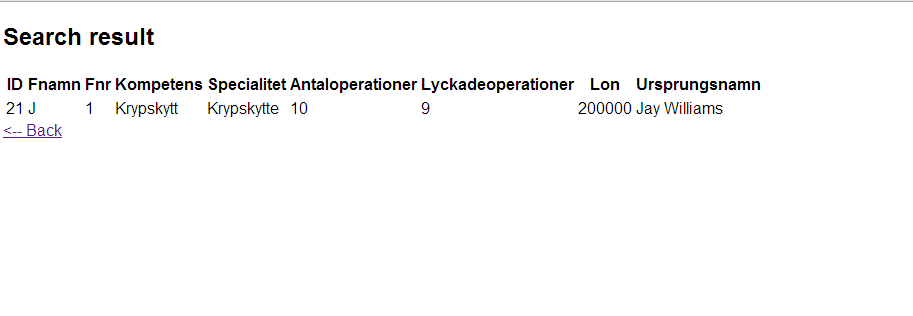 Search result
ID Fnamn Fnr Kompetens Specialitet Antaloperationer Lyckadeoperationer Lon Ursprungsnamn
21 J 1 Krypskytt Krypskytte 10 9 200000 Jay Williams
<-- Back